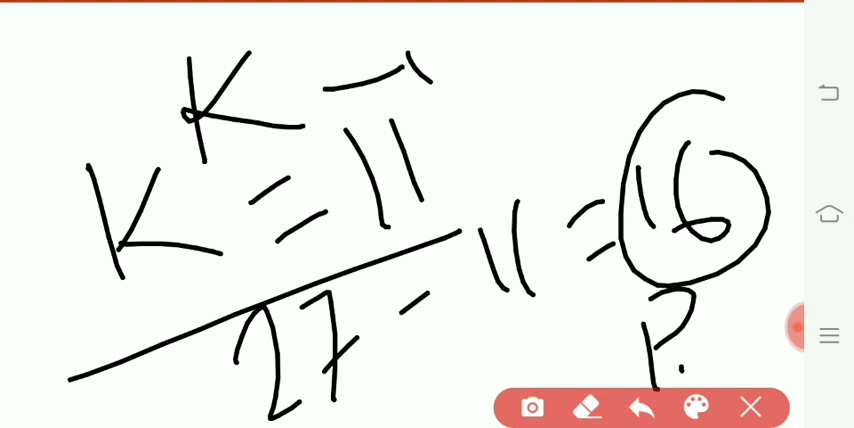 K -
K = 11
27 - 11 = 16
P.